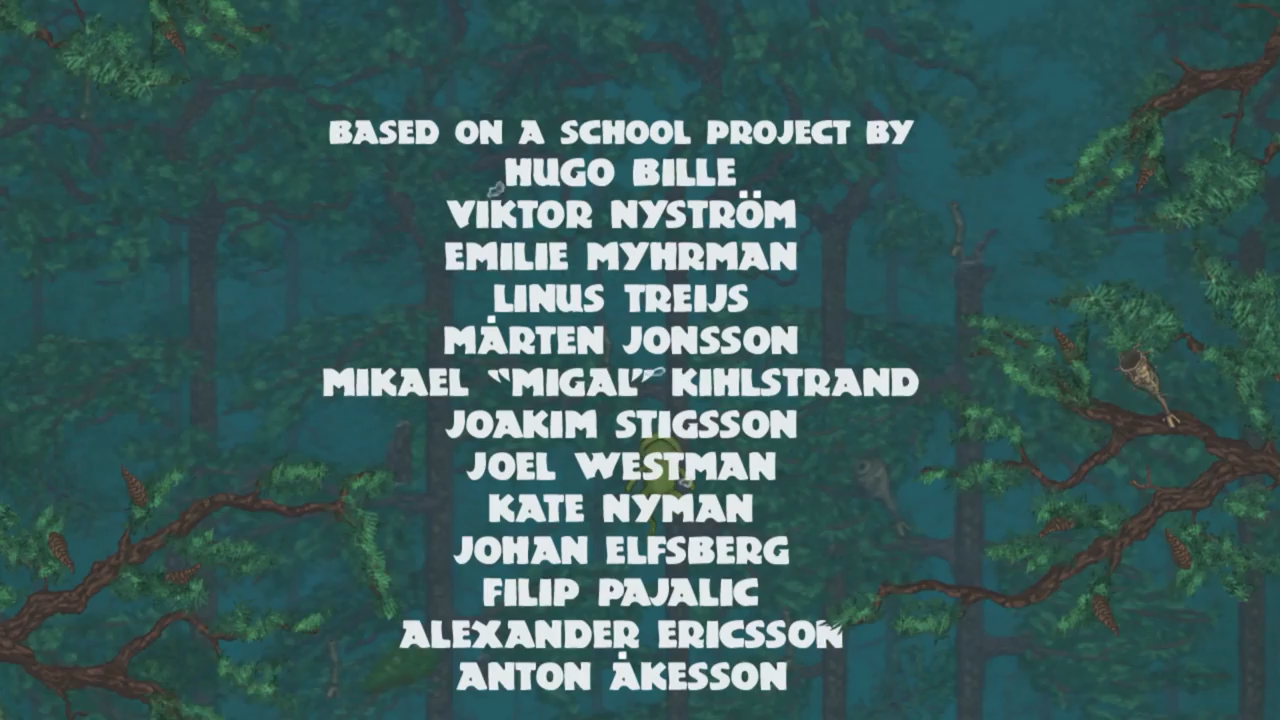 BASED ON A SCHOOL PROJECT BY
HUGO BILLE
VIKTOR NYSTRÖM
EMILIE MYHRMAN
LINUS TREIJS
MÅRTEN JONSSON
MIKAEL “MIGAL” KIHLSTRAND
JOAKIM STIGSSON
JOEL WESTMAN
KATE NYMAN
JOHAN ELFSBERG
FILIP PAJALIC
ALEXANDER ERICSSON
ANTON ÅKESSON